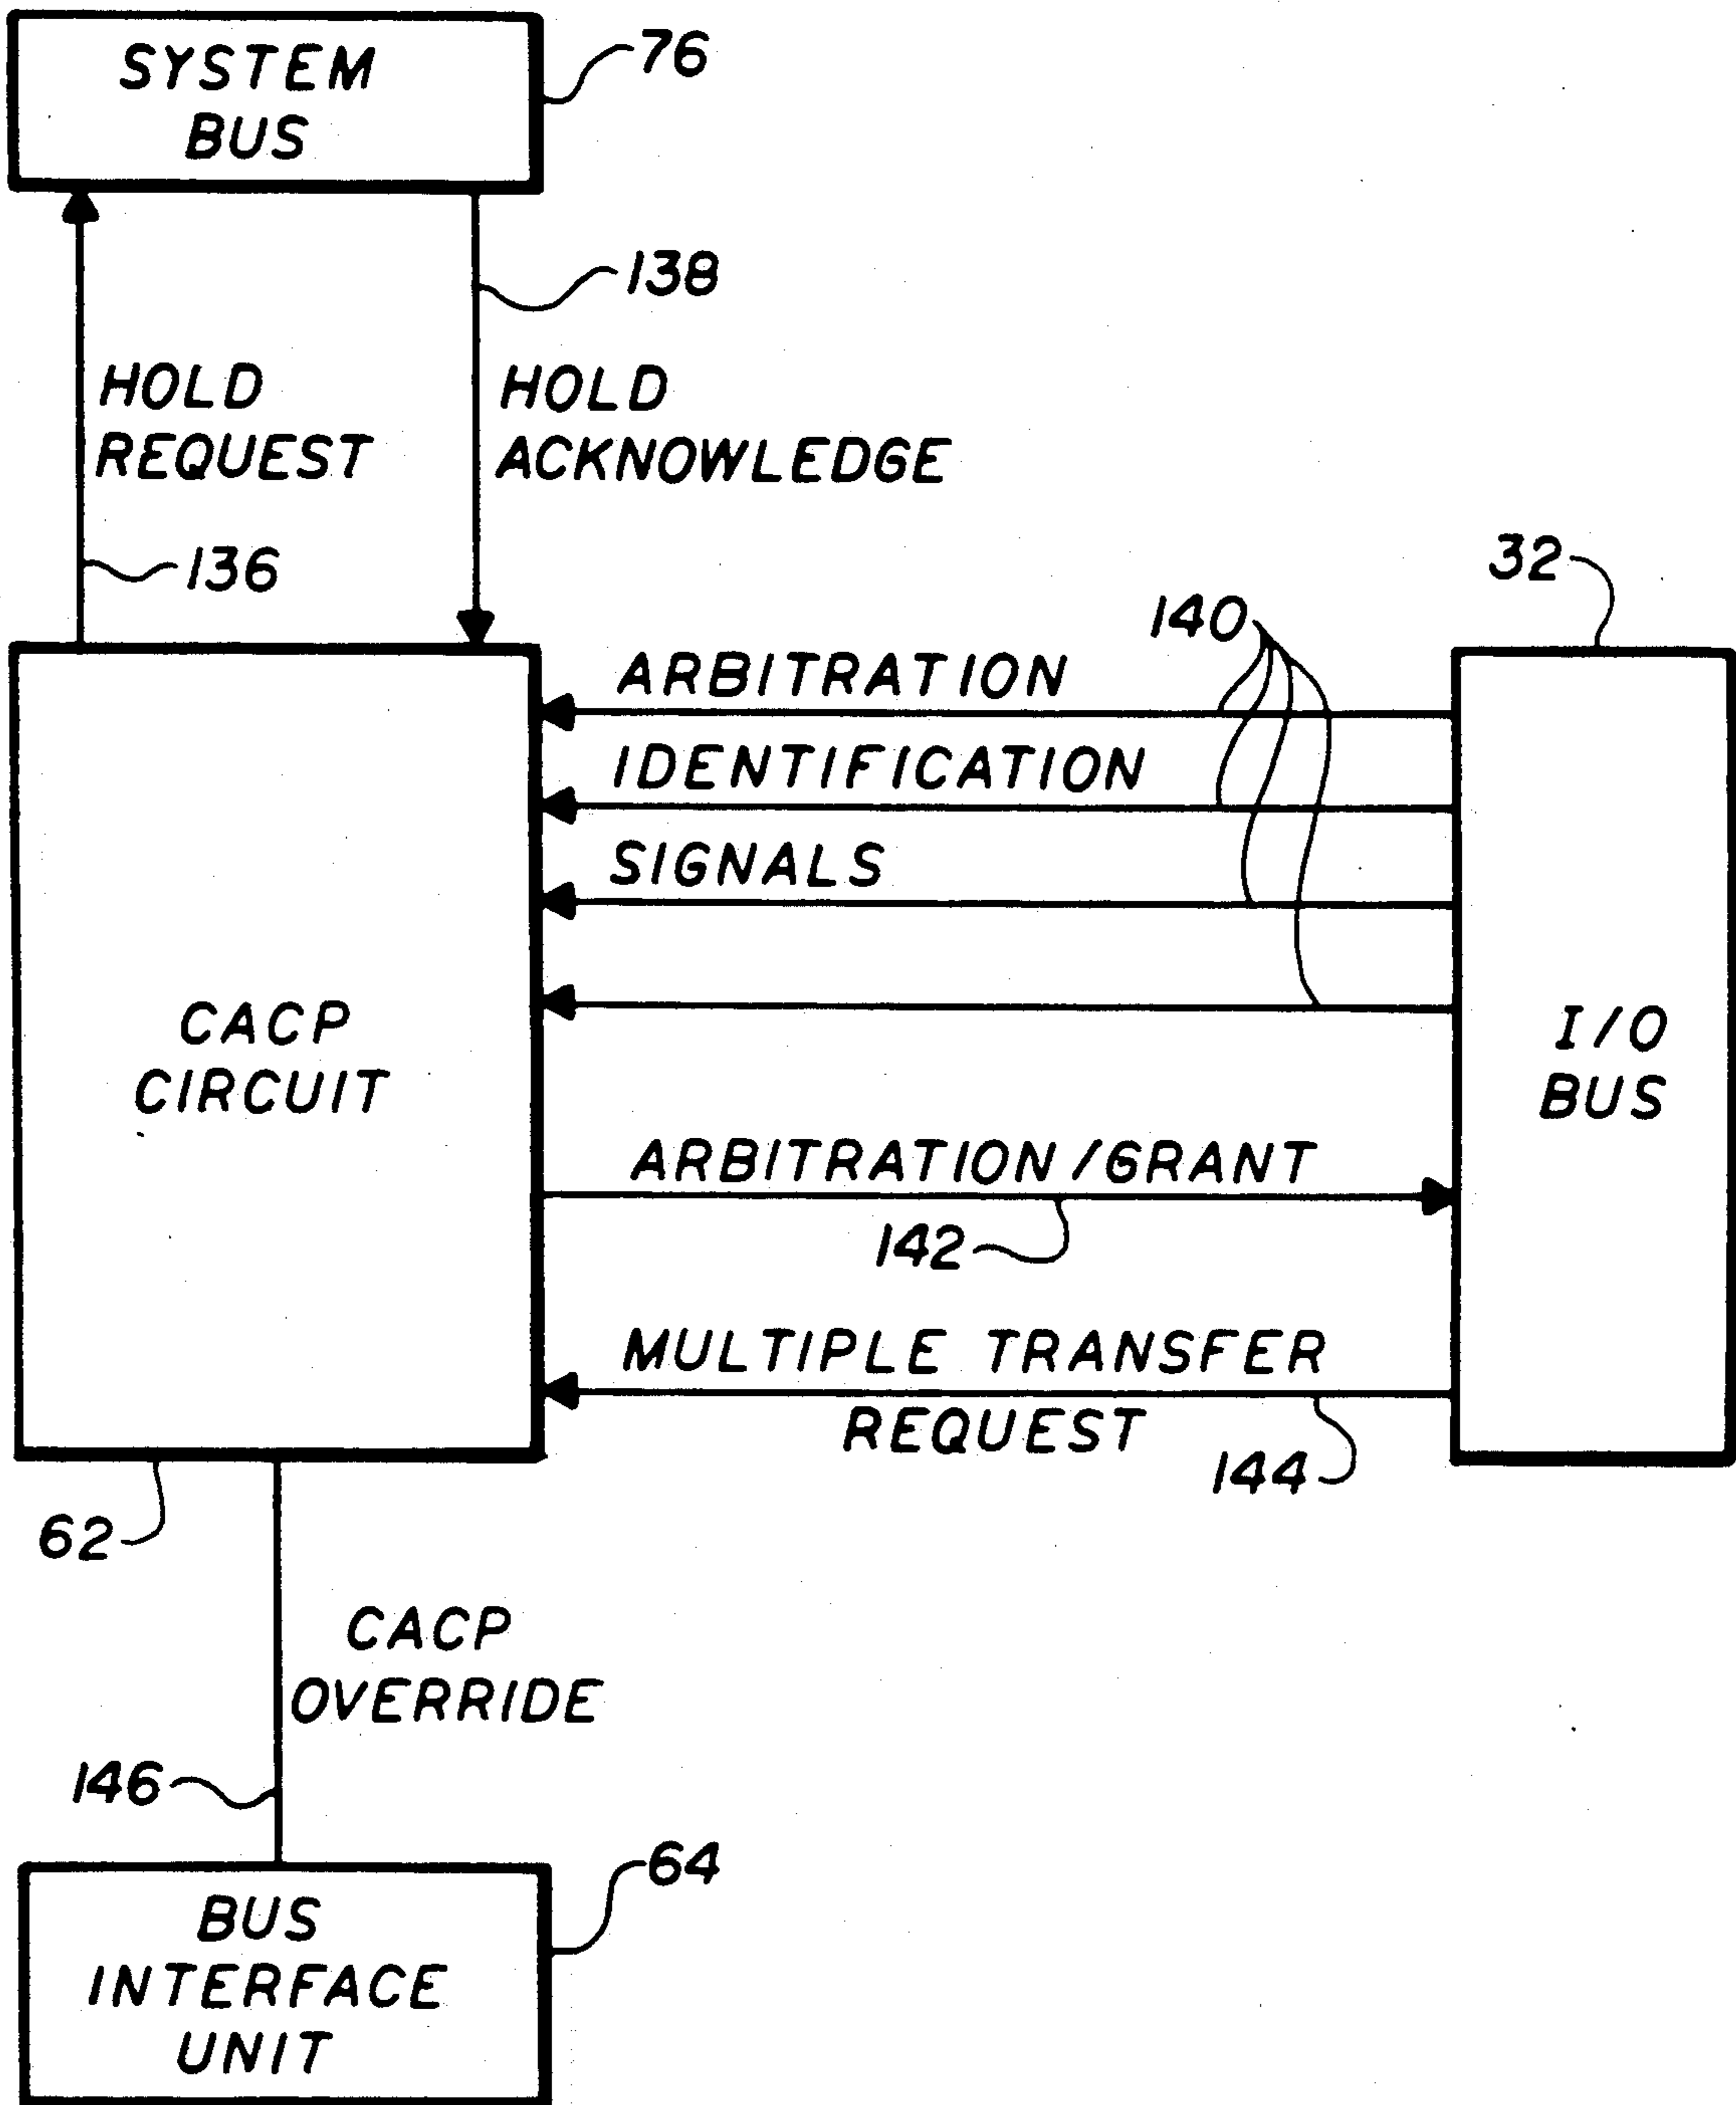 SYSTEM
BUS
76
138
HOLD
REQUEST
HOLD
ACKNOWLEDGE
136
32
140
ARBITRATION
IDENTIFICATION
SIGNALS
CACP
CIRCUIT
I/O
BUS
ARBITRATION/GRANT
142
MULTIPLE TRANSFER
REQUEST
144
62
CACP
OVERRIDE
146
64
BUS
INTERFACE
UNIT